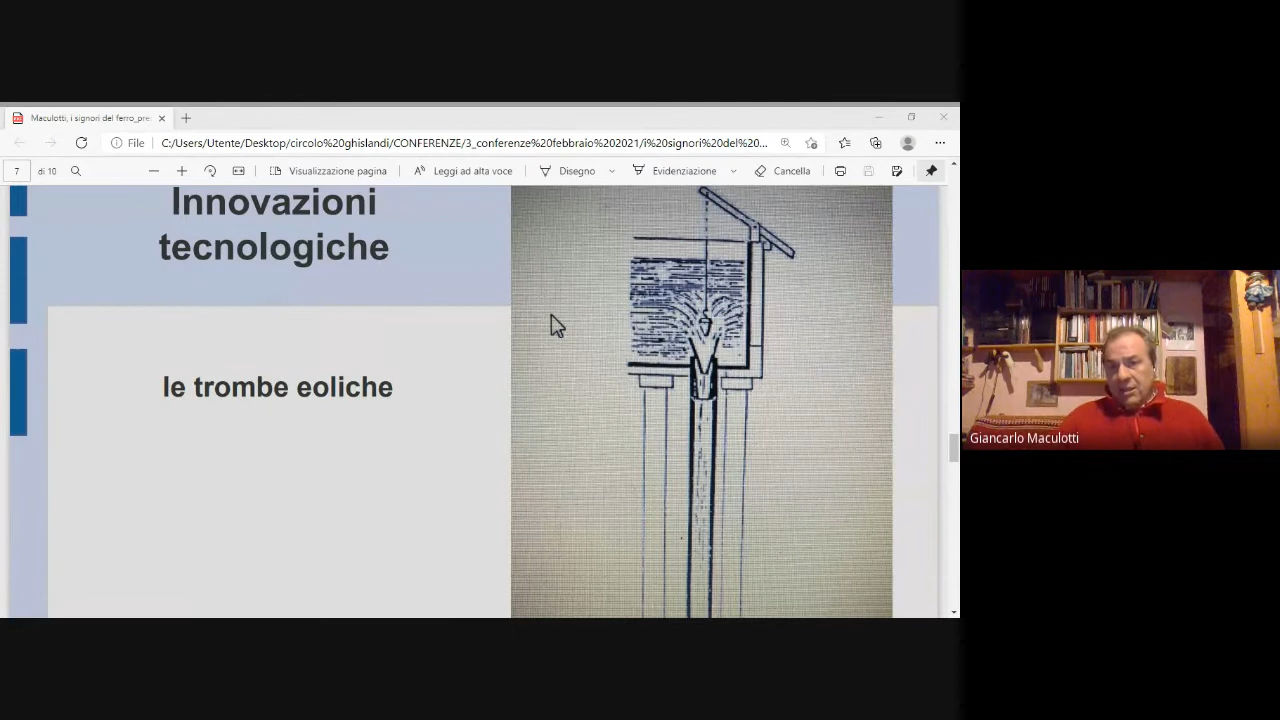 Maculotti, i signori del ferro_pre
File
C:/Users/Utente/Desktop/circolo%20ghislandi/CONFERENZE/3_conferenze%20febbraio%202021/i%20signori%20del%20...
7
di 10
Visualizzazione pagina
Leggi ad alta voce
Disegno
Evidenziazione
Cancella
Innovazioni
tecnologiche
le trombe eoliche
Giancarlo Maculotti